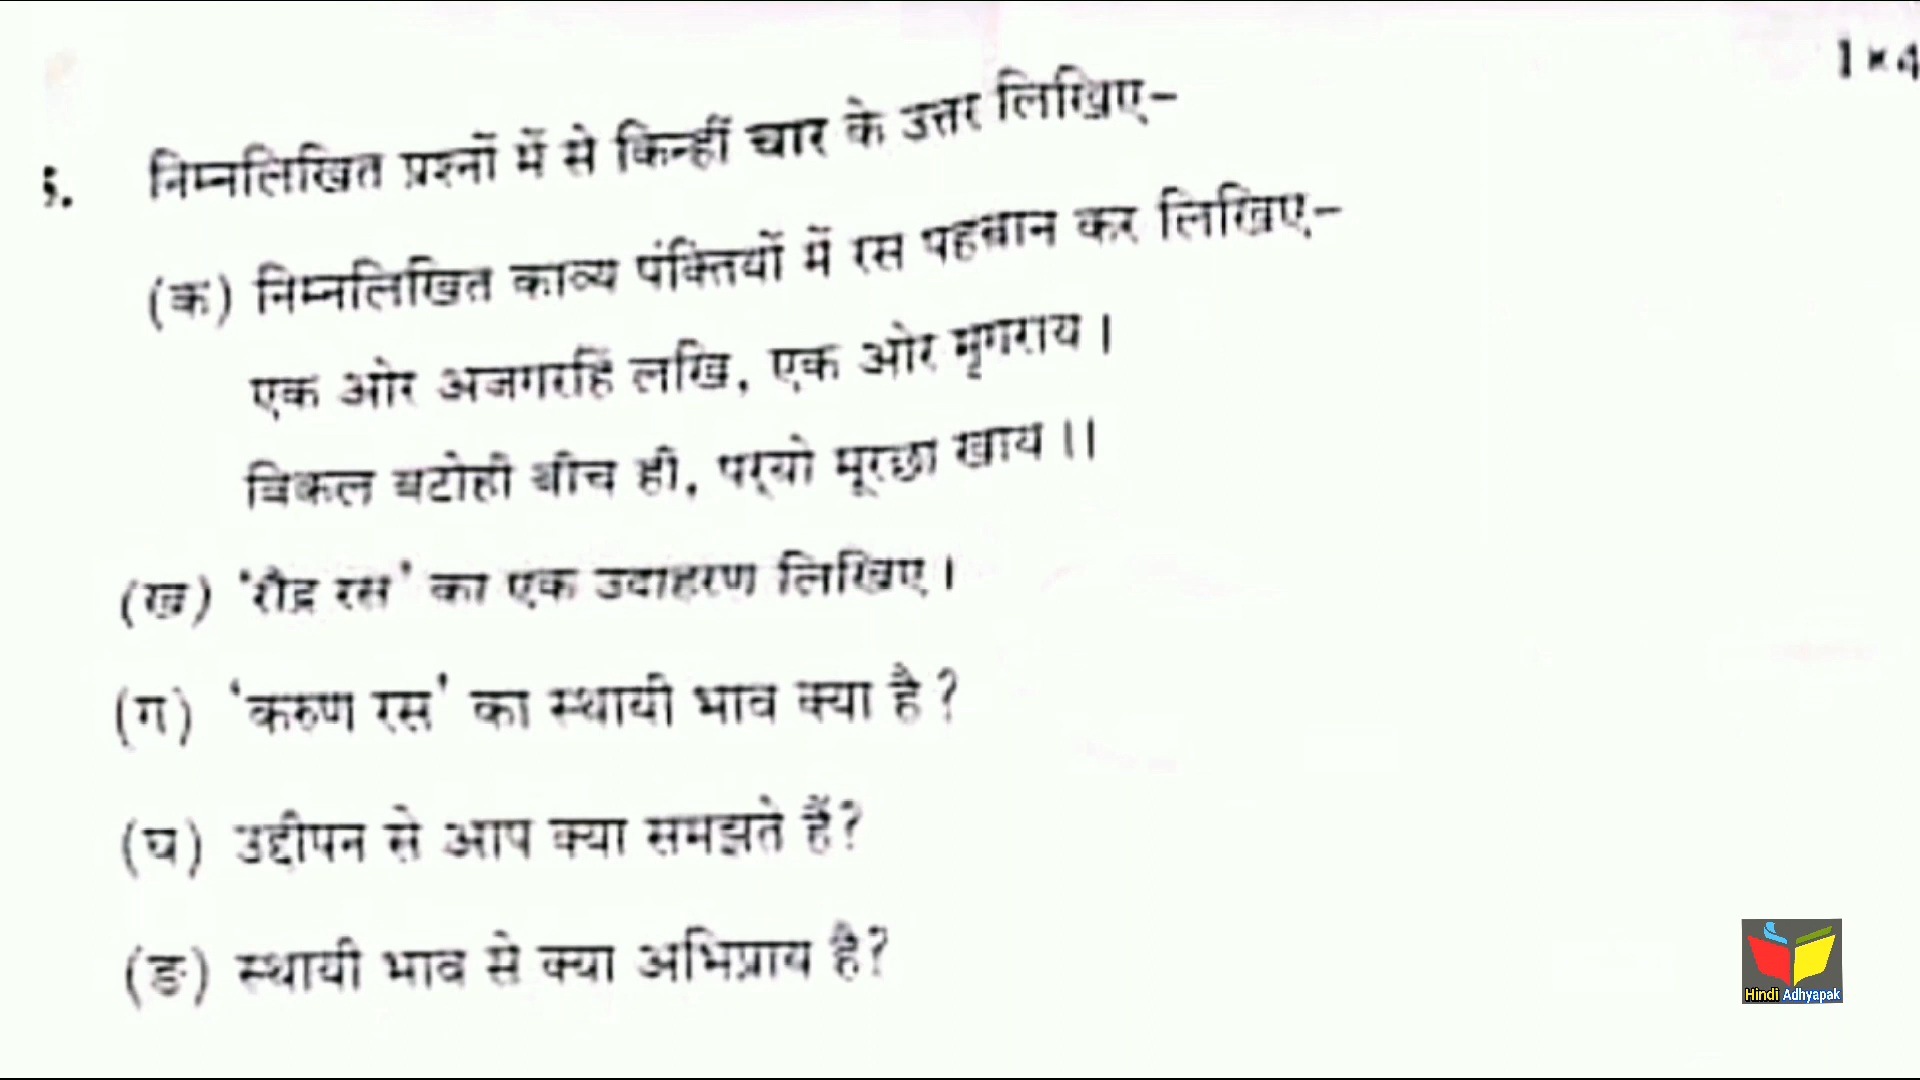 1×4
5. निम्नलिखित प्रश्नों में से किन्हीं चार के उत्तर लिखिए–
(क) निम्नलिखित काव्य पंक्तियों में रस पहचान कर लिखिए–
एक ओर अजगरहिं लखि, एक ओर मृगराय।
विकल बटोही बीच ही, पर्‌यो मूरछा खाय।।
(ख) 'रौद्र रस' का एक उदाहरण लिखिए।
(ग) 'करुण रस' का स्थायी भाव क्या है?
(घ) उद्दीपन से आप क्या समझते हैं?
(ङ) स्थायी भाव से क्या अभिप्राय है?
Hindi Adhyapak